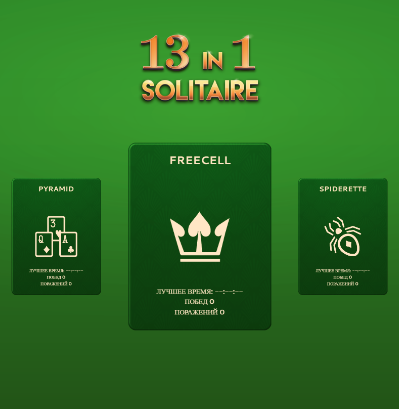 13 IN 1
SOLITAIRE
PYRAMID
3
Q
A
ЛУЧШЕЕ ВРЕМЯ: --:--:--
ПОБЕД 0
ПОРАЖЕНИЙ 0
FREECELL
ЛУЧШЕЕ ВРЕМЯ: --:--:--
ПОБЕД 0
ПОРАЖЕНИЙ 0
SPIDERETTE
ЛУЧШЕЕ ВРЕМЯ: --:--:--
ПОБЕД 0
ПОРАЖЕНИЙ 0